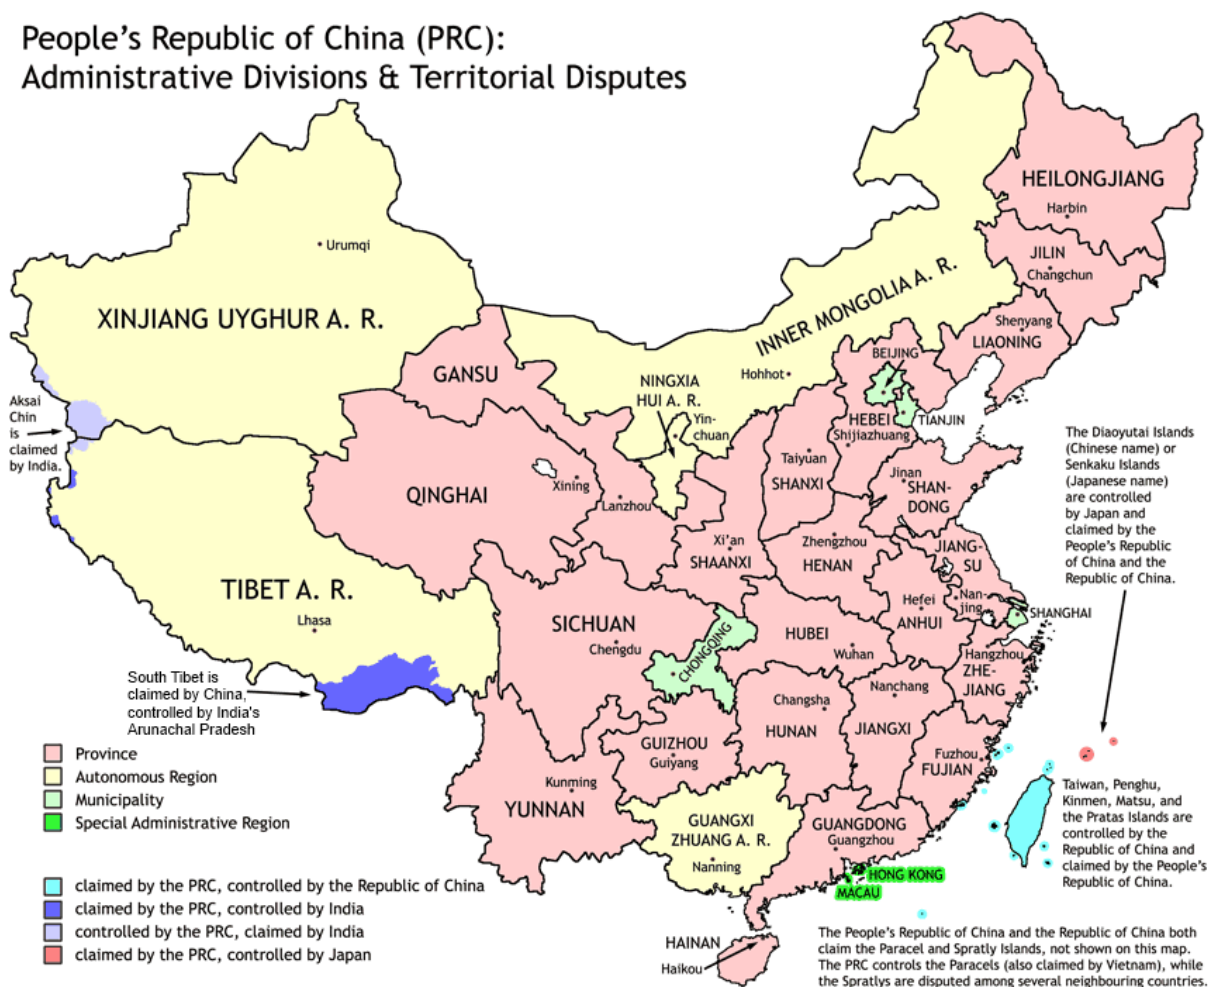 People's Republic of China (PRC):
Administrative Divisions & Territorial Disputes
HEILONGJIANG
Harbin
JILIN
Changchun
Urumqi
XINJIANG UYGHUR A. R.
INNER MONGOLIA A. R.
Shenyang
LIAONING
BEIJING
GANSU
Hohhot
NINGXIA
HUI A. R.
Yin-
chuan
HEBEI
TIANJIN
Shijiazhuang
Aksai
Chin
is
claimed
by India.
The Diaoyutai Islands
(Chinese name) or
Senkaku Islands
(Japanese name)
are controlled
by Japan and
claimed by the
People's Republic
of China and the
Republic of China.
Taiyuan
SHANXI
Jinan
SHAN-
DONG
QINGHAI
Xining
Lanzhou
Xi'an
SHAANXI
Zhengzhou
HENAN
JIANG-
SU
TIBET A. R.
Lhasa
Hefei
ANHUI
Nan-
jing
SHANGHAI
SICHUAN
Chengdu
CHONGQING
HUBEI
Wuhan
Hangzhou
ZHE-
JIANG
South Tibet is
claimed by China,
controlled by India's
Arunachal Pradesh
Changsha
HUNAN
Nanchang
JIANGXI
GUIZHOU
Guiyang
Fuzhou
FUJIAN
Kunming
YUNNAN
Taiwan, Penghu,
Kinmen, Matsu, and
the Pratas Islands are
controlled by the
Republic of China and
claimed by the People's
Republic of China.
GUANGXI
ZHUANG A. R.
Nanning
GUANGDONG
Guangzhou
HONG KONG
MACAU
HAINAN
Haikou
Province
Autonomous Region
Municipality
Special Administrative Region
claimed by the PRC, controlled by the Republic of China
claimed by the PRC, controlled by India
controlled by the PRC, claimed by India
claimed by the PRC, controlled by Japan
The People's Republic of China and the Republic of China both
claim the Paracel and Spratly Islands, not shown on this map.
The PRC controls the Paracels (also claimed by Vietnam), while
the Spratlys are disputed among several neighbouring countries.